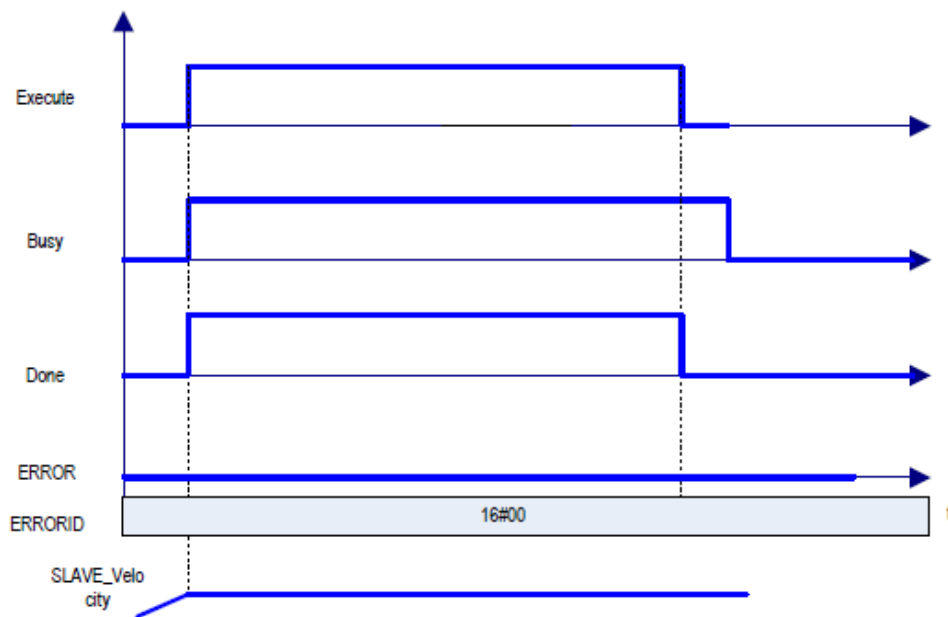 Execute
Busy
Done
ERROR
16#00
ERRORID
SLAVE_Velo
city